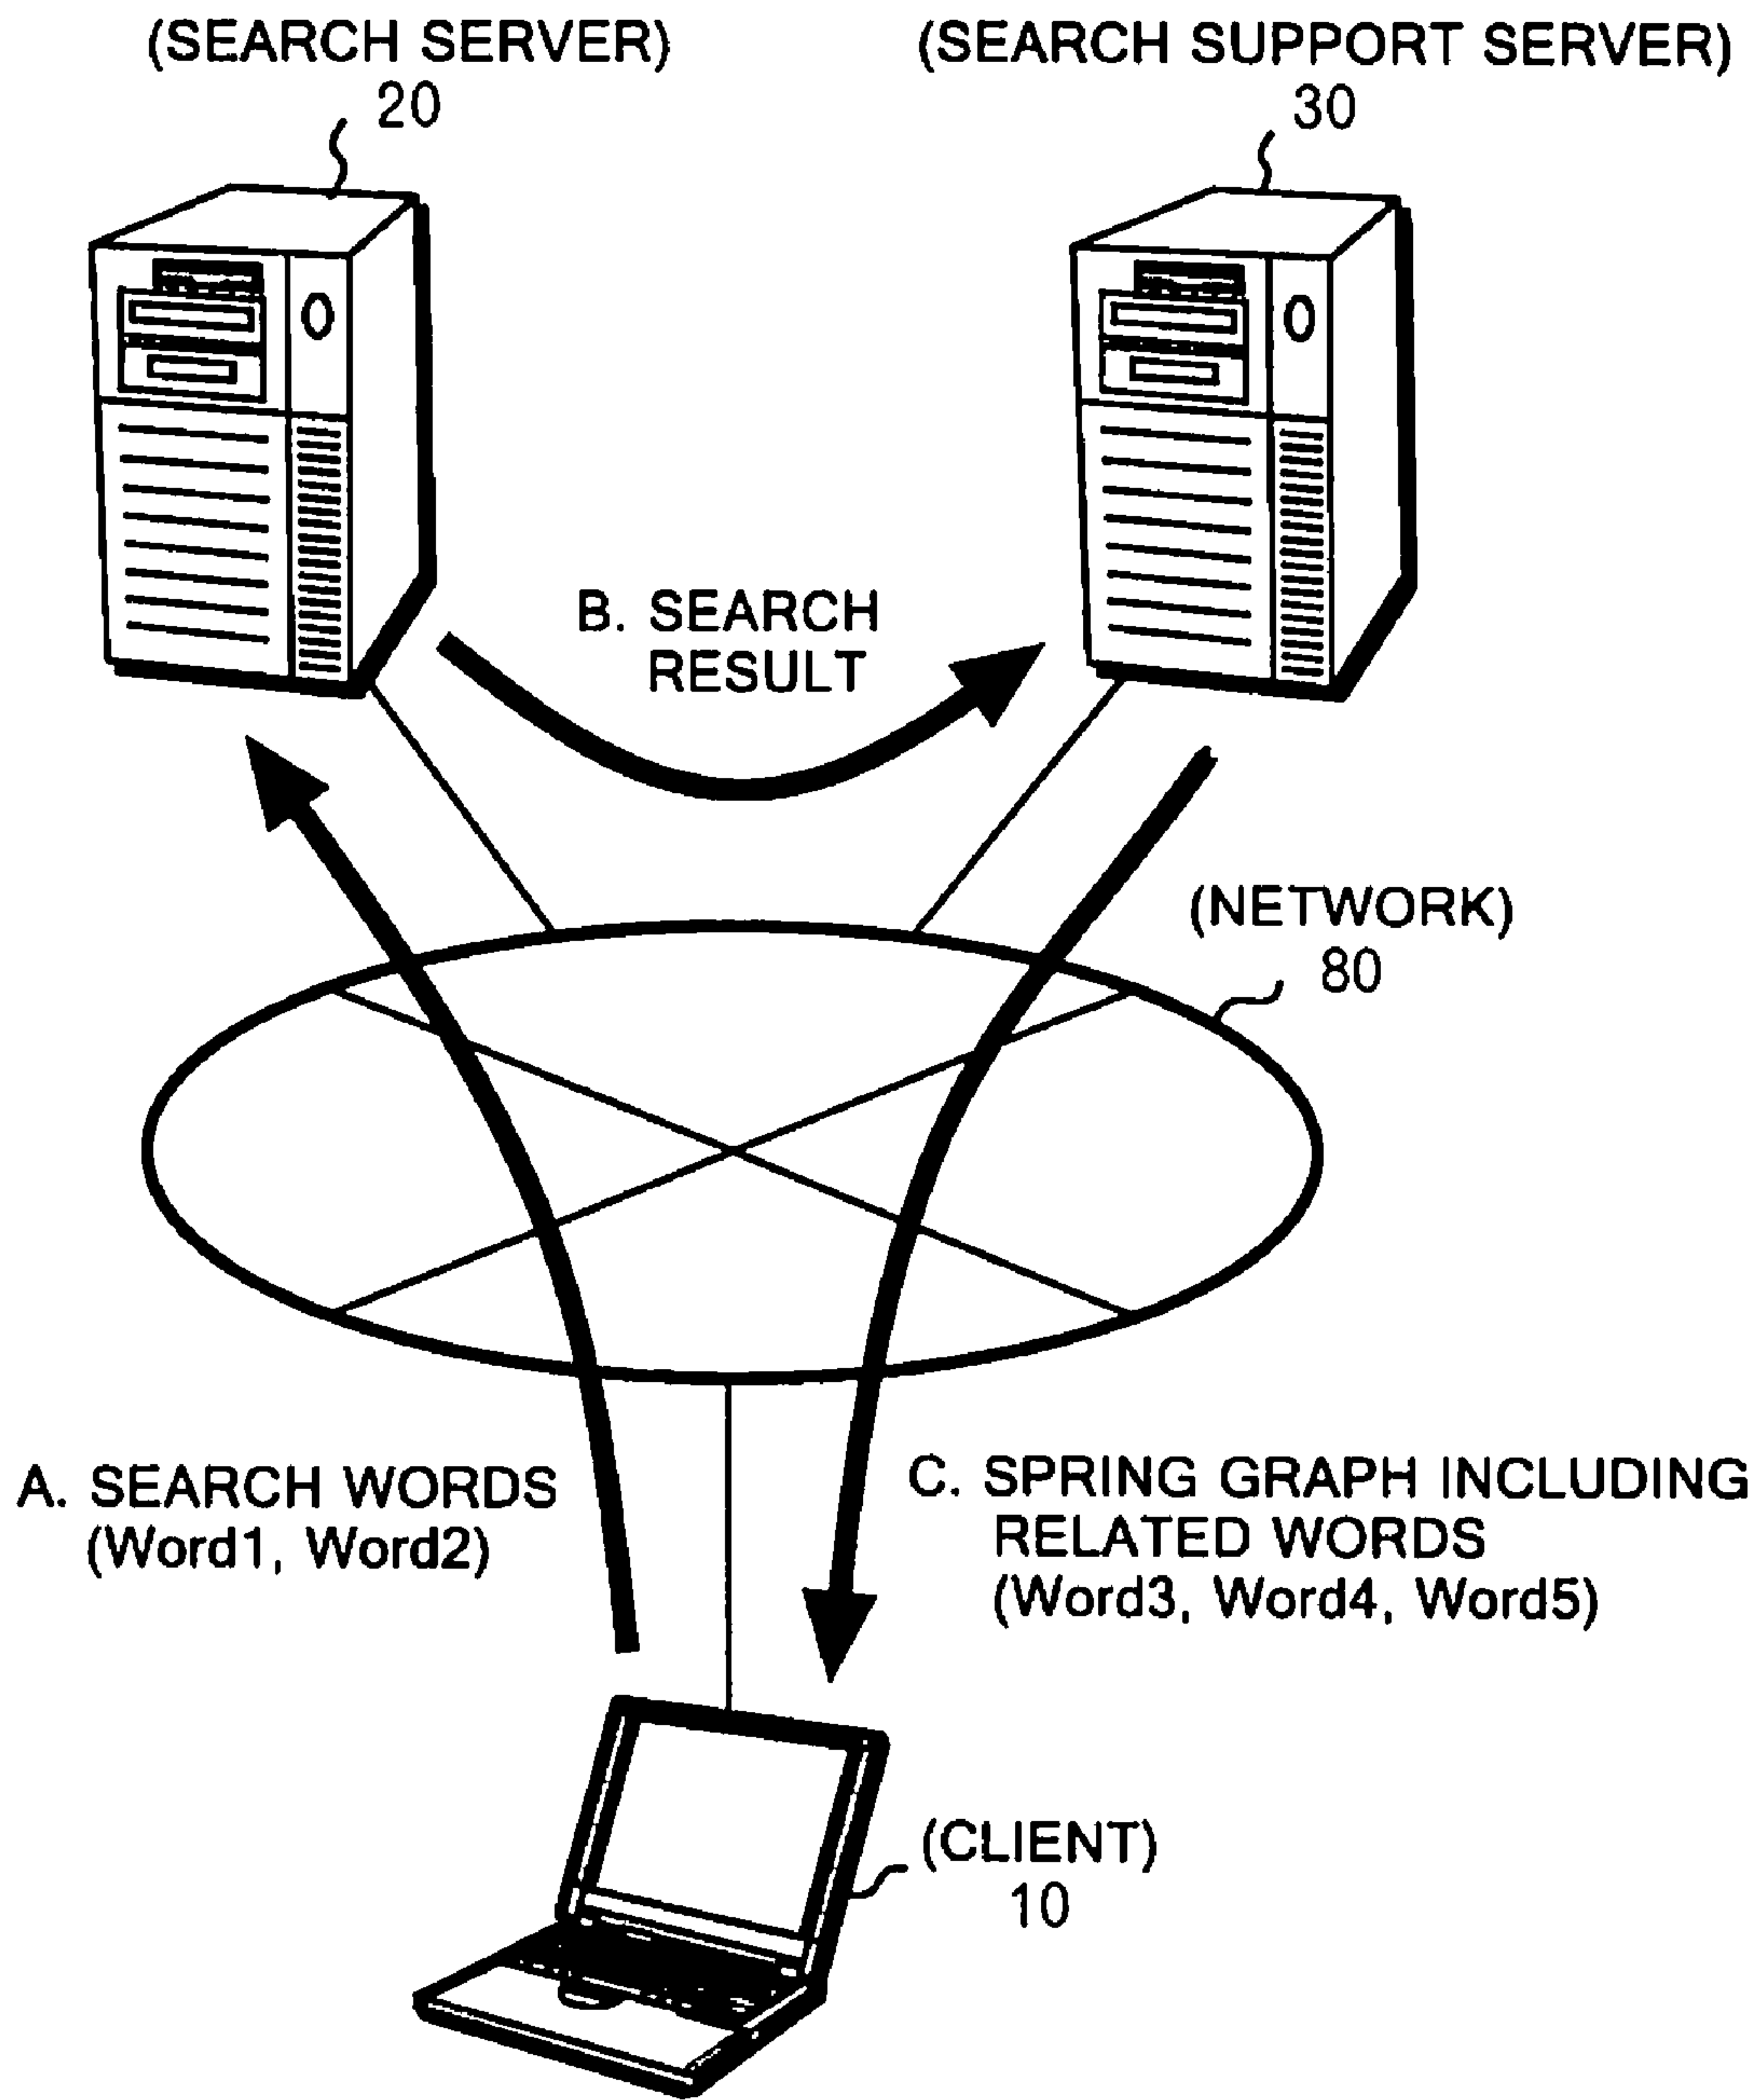 (SEARCH SERVER)
20
(SEARCH SUPPORT SERVER)
30
B. SEARCH
RESULT
(NETWORK)
80
A. SEARCH WORDS
(Word1, Word2)
C. SPRING GRAPH INCLUDING
RELATED WORDS
(Word3, Word4, Word5)
(CLIENT)
10